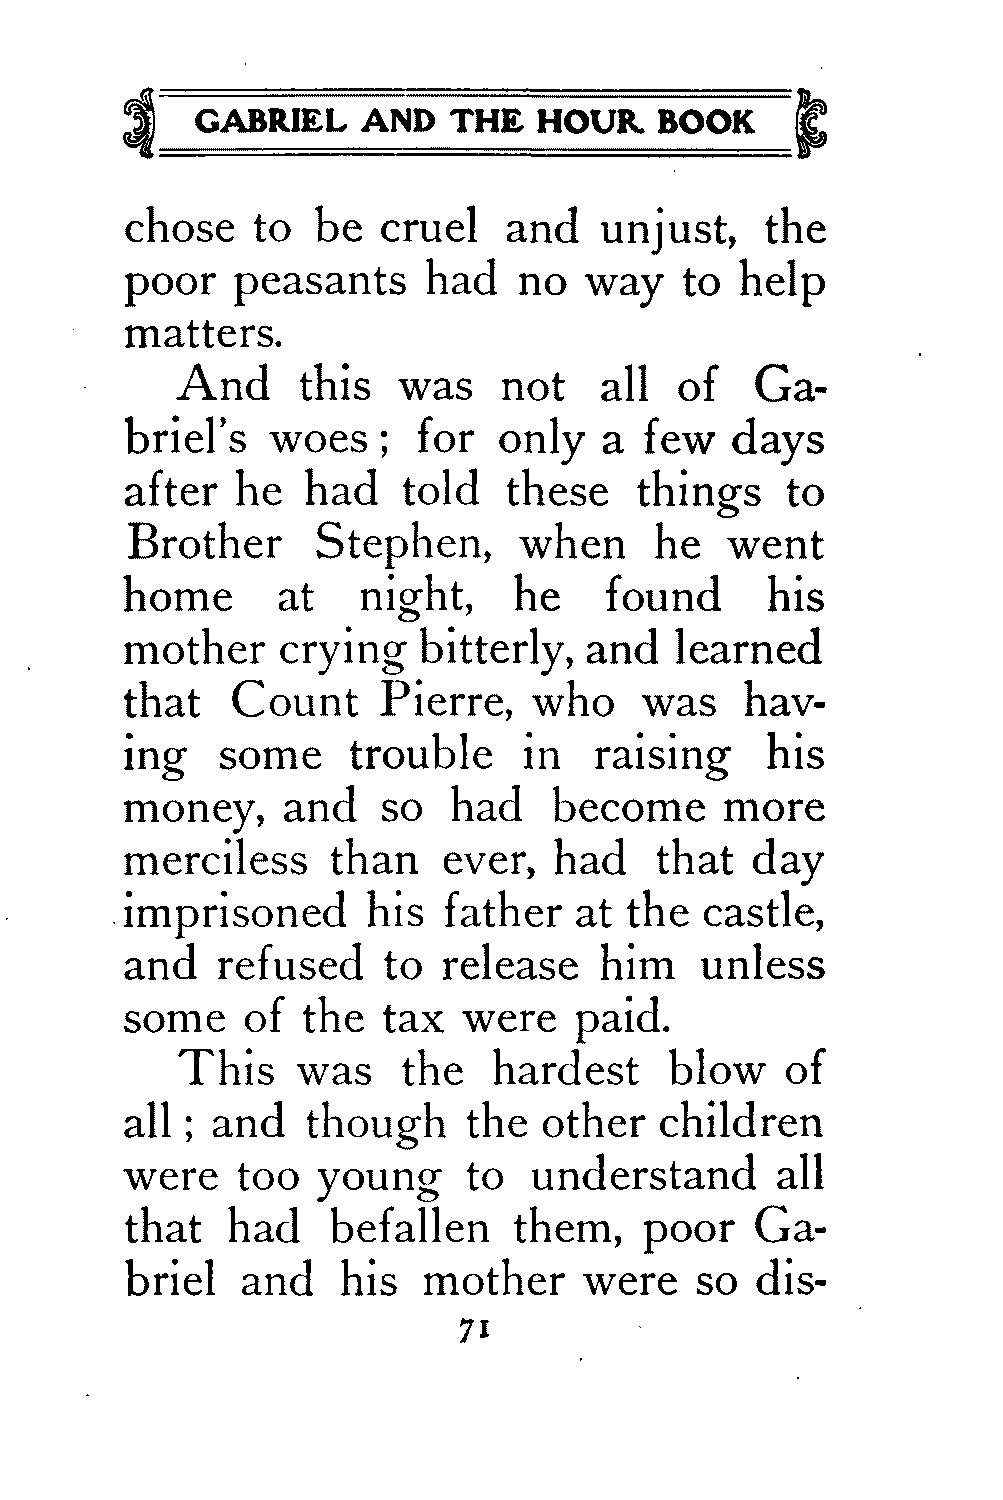 GABRIEL AND THE HOUR BOOK
chose to be cruel and unjust, the
poor peasants had no way to help
matters.
And this was not all of Ga-
briel's woes ; for only a few days
after he had told these things to
Brother Stephen, when he went
home at night, he found his
mother crying bitterly, and learned
that Count Pierre, who was hav-
ing some trouble in raising his
money, and so had become more
merciless than ever, had that day
imprisoned his father at the castle,
and refused to release him unless
some of the tax were paid.
This was the hardest blow of
all ; and though the other children
were too young to understand all
that had befallen them, poor Ga-
briel and his mother were so dis-
71